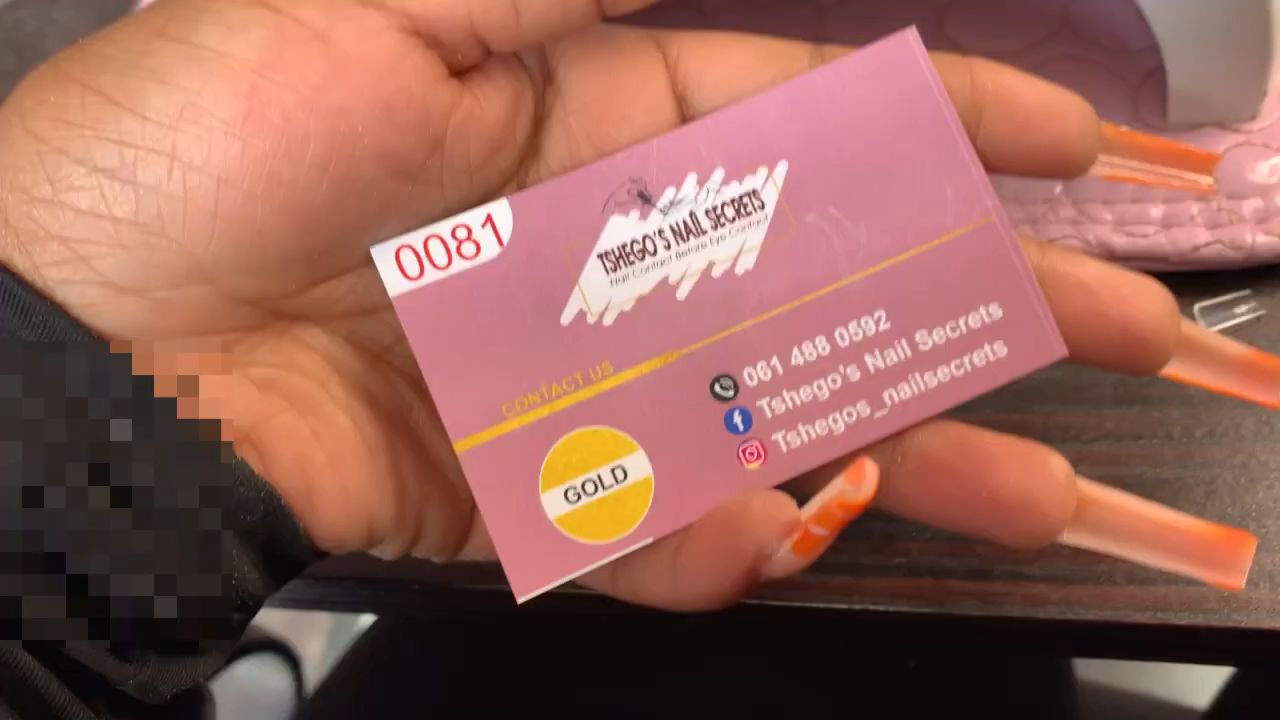 0081
TSHEGO'S NAIL SECRETS
Nail Contact Before Eye Contact
CONTACT US
061 488 0592
Tshego's Nail Secrets
Tshegos_nailsecrets
GOLD